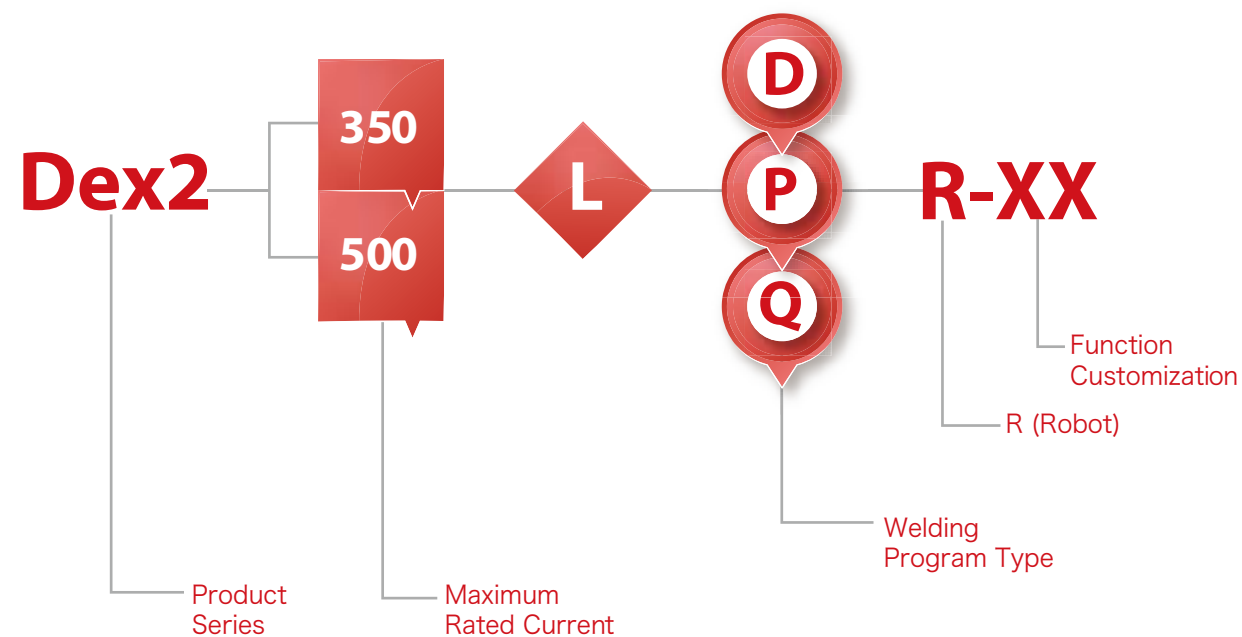 Dex2
350
500
L
D
P
Q
R-XX
Function
Customization
R (Robot)
Welding
Program Type
Product
Series
Maximum
Rated Current